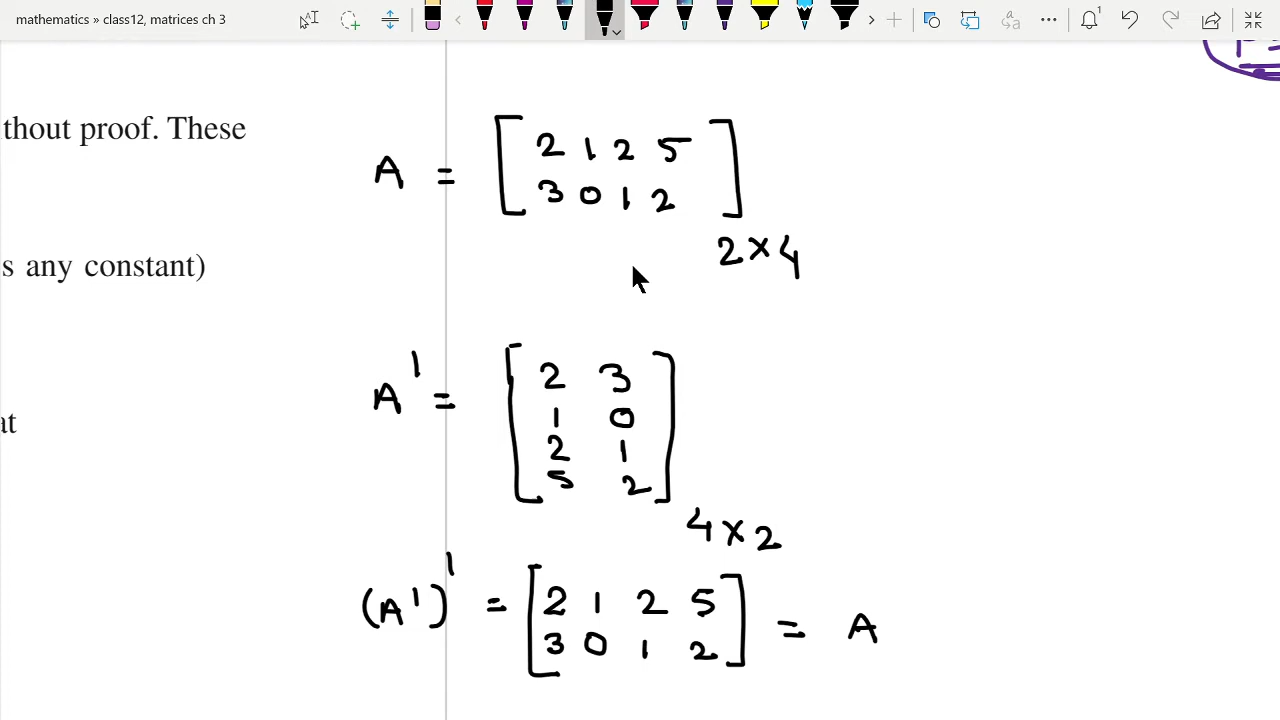 mathematics » class12, matrices ch 3
thout proof. These
s any constant)
at
A = [ 2 1 2 5
3 0 1 2 ]
2 × 4
A' = [ 2 3
1 0
2 1
5 2 ]
4 × 2
(A')' = [ 2 1 2 5
3 0 1 2 ] = A